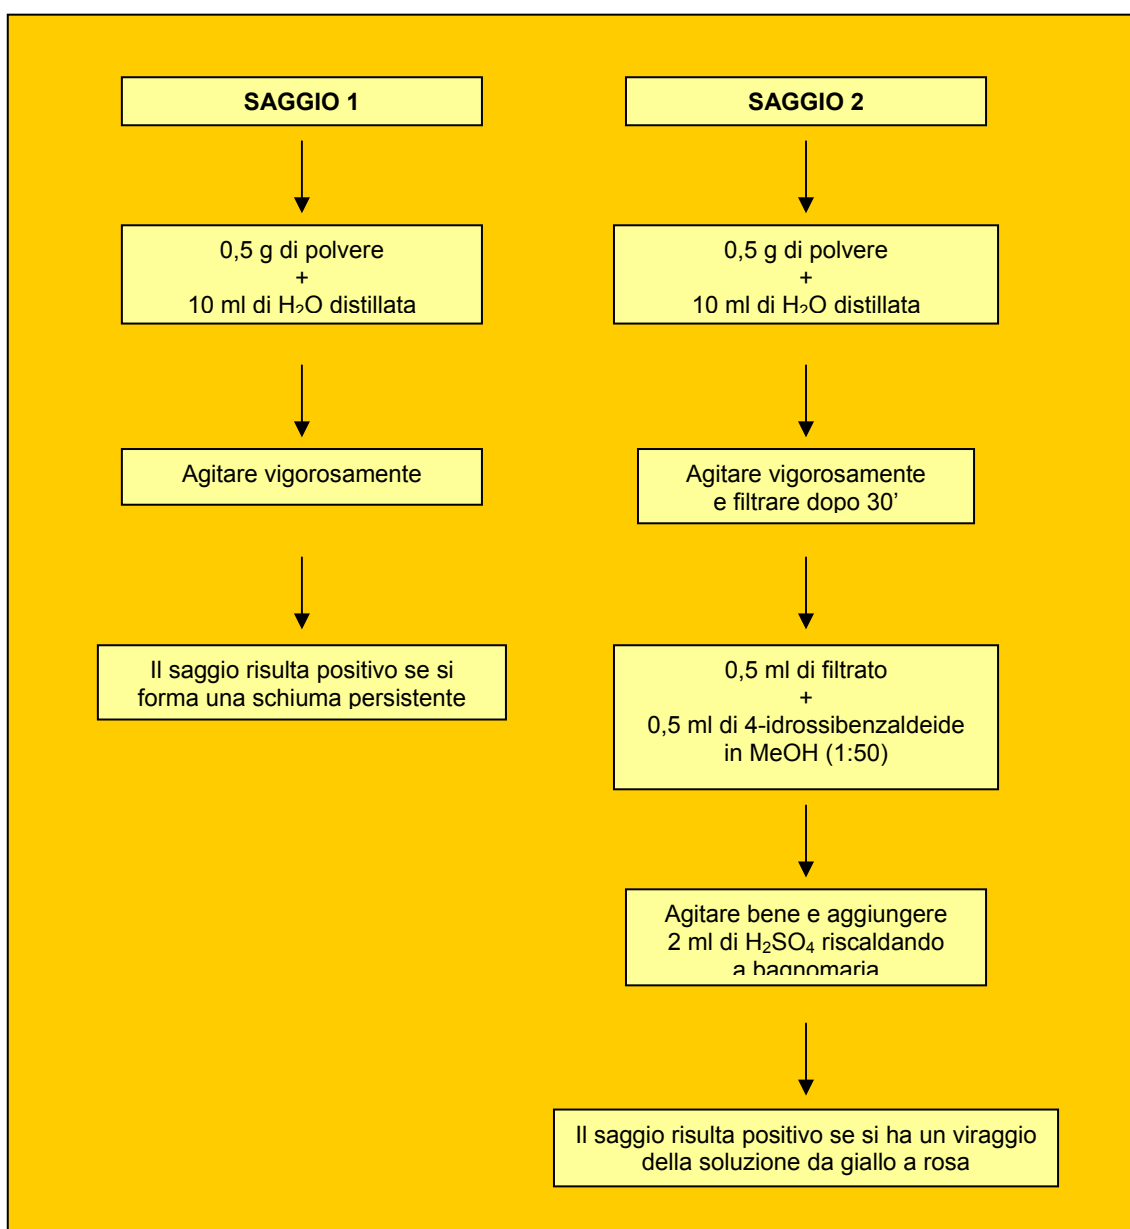 SAGGIO 1
0,5 g di polvere
+
10 ml di H₂O distillata
Agitare vigorosamente
Il saggio risulta positivo se si
forma una schiuma persistente
SAGGIO 2
0,5 g di polvere
+
10 ml di H₂O distillata
Agitare vigorosamente
e filtrare dopo 30’
0,5 ml di filtrato
+
0,5 ml di 4-idrossibenzaldeide
in MeOH (1:50)
Agitare bene e aggiungere
2 ml di H₂SO₄ riscaldando
a bagnomaria
Il saggio risulta positivo se si ha un viraggio
della soluzione da giallo a rosa